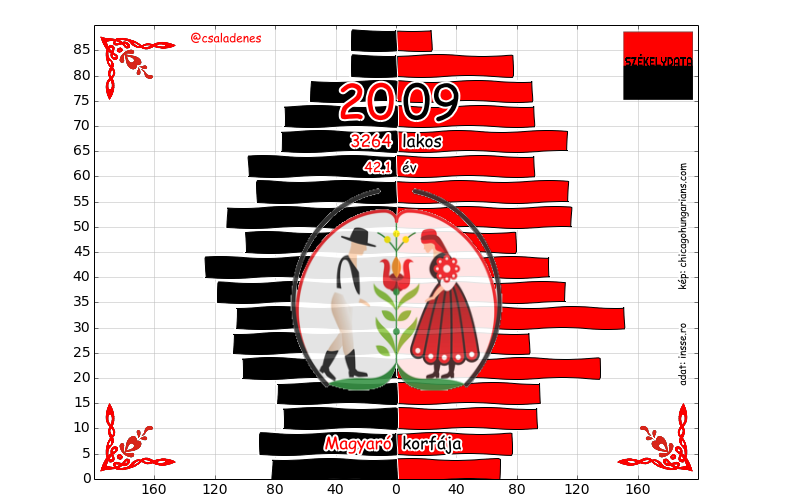 @csaladenes
SZÉKELYDATA
2009
3264 lakos
42.1 év
kép: chicagohungarians.com
adat: insse.ro
Magyaró korfája
85
80
75
70
65
60
55
50
45
40
35
30
25
20
15
10
5
0
160 120 80 40 0 40 80 120 160